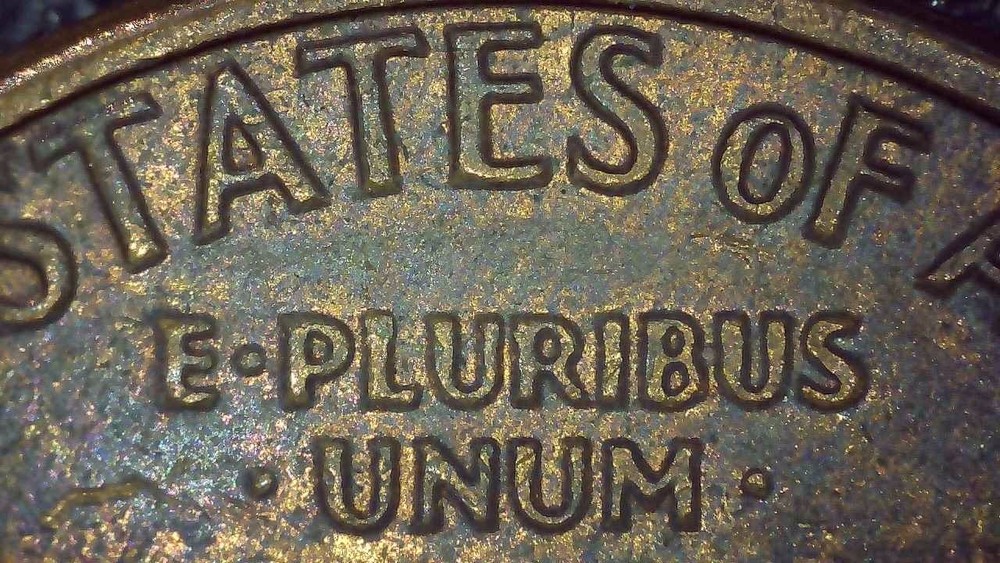 STATES OF
E·PLURIBUS
·UNUM·